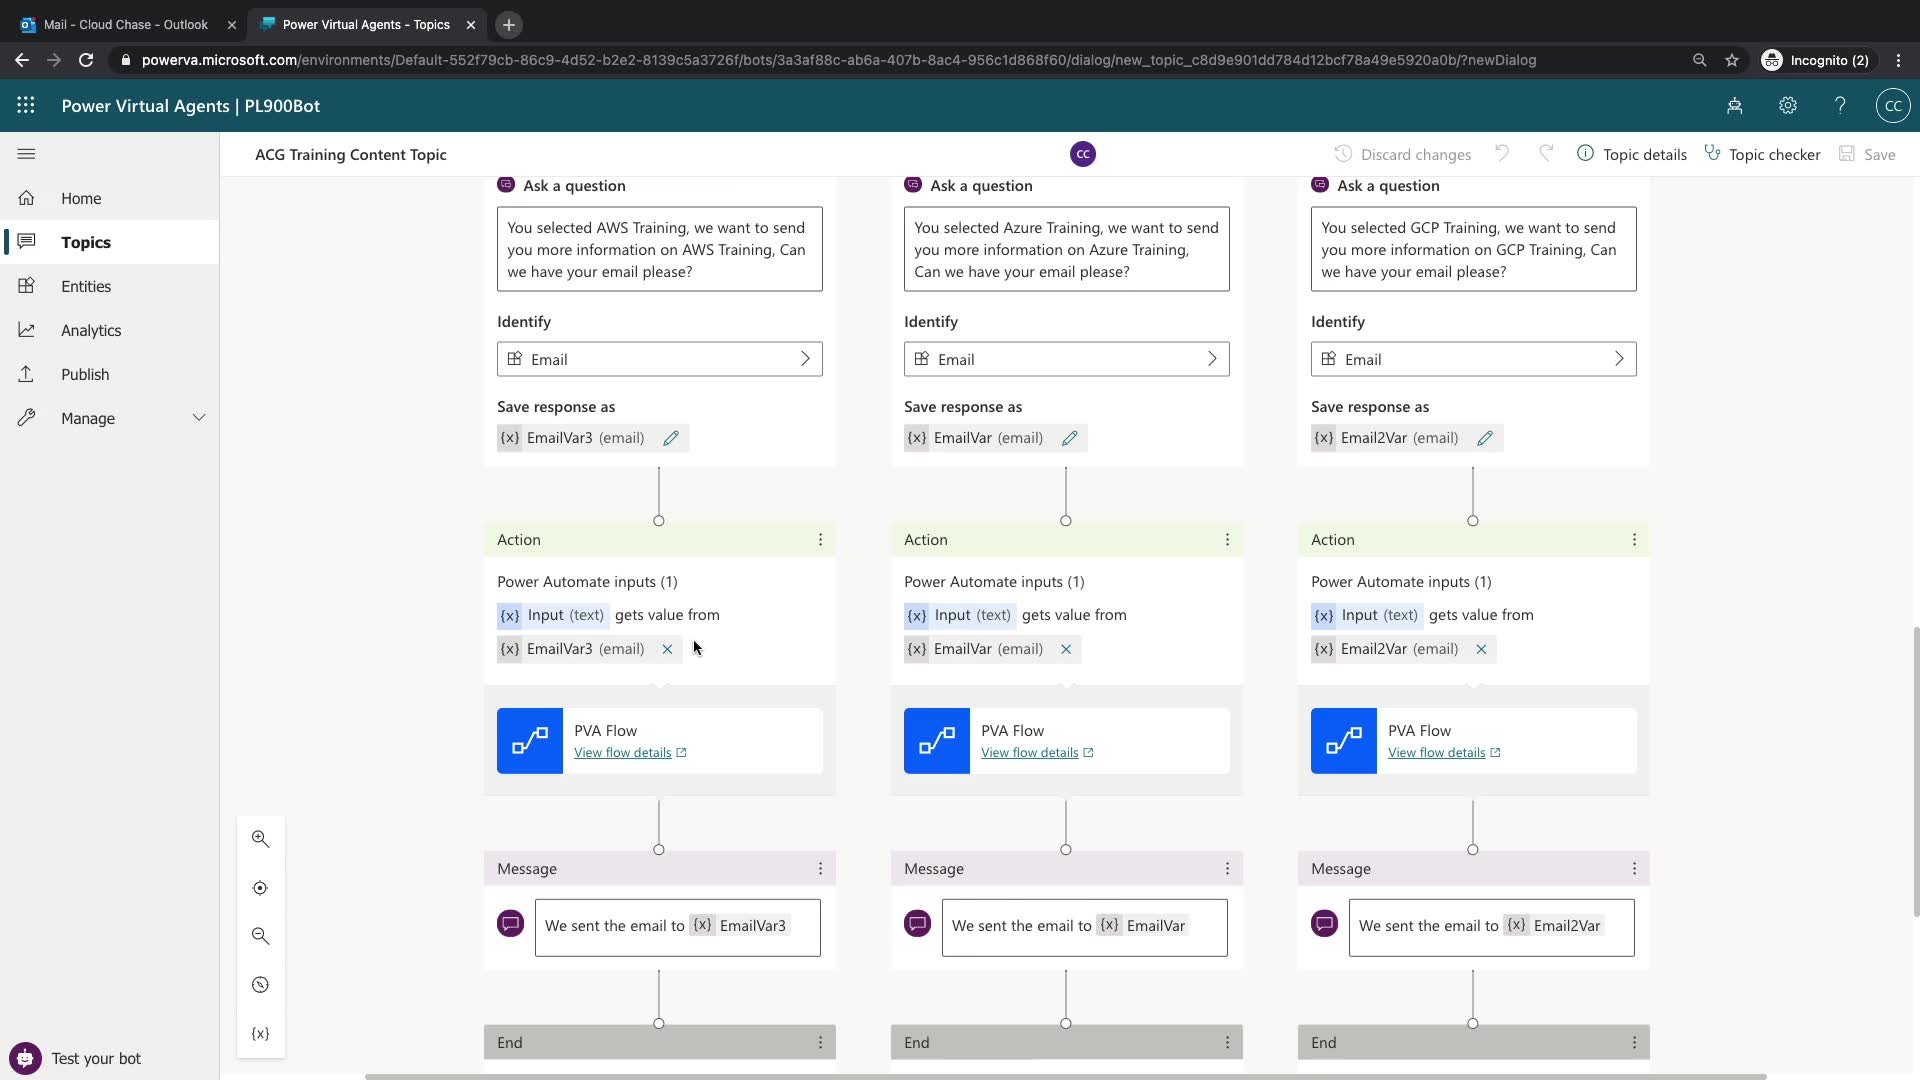 Mail - Cloud Chase - Outlook
Power Virtual Agents - Topics
powerva.microsoft.com/environments/Default-552f79cb-86c9-4d52-b2e2-8139c5a3726f/bots/3a3af88c-ab6a-407b-8ac4-956c1d868f60/dialog/new_topic_c8d9e901dd784d12bcf78a49e5920a0b/?newDialog
Incognito (2)
Power Virtual Agents | PL900Bot
CC
ACG Training Content Topic
CC
Discard changes
Topic details
Topic checker
Save
Home
Topics
Entities
Analytics
Publish
Manage
Test your bot
Ask a question
You selected AWS Training, we want to send
you more information on AWS Training, Can
we have your email please?
Identify
Email
Save response as
{x} EmailVar3 (email)
Action
Power Automate inputs (1)
{x} Input (text) gets value from
{x} EmailVar3 (email)
PVA Flow
View flow details
Message
We sent the email to {x} EmailVar3
End
Ask a question
You selected Azure Training, we want to send
you more information on Azure Training,
Can we have your email please?
Identify
Email
Save response as
{x} EmailVar (email)
Action
Power Automate inputs (1)
{x} Input (text) gets value from
{x} EmailVar (email)
PVA Flow
View flow details
Message
We sent the email to {x} EmailVar
End
Ask a question
You selected GCP Training, we want to send
you more information on GCP Training, Can
we have your email please?
Identify
Email
Save response as
{x} Email2Var (email)
Action
Power Automate inputs (1)
{x} Input (text) gets value from
{x} Email2Var (email)
PVA Flow
View flow details
Message
We sent the email to {x} Email2Var
End
{x}